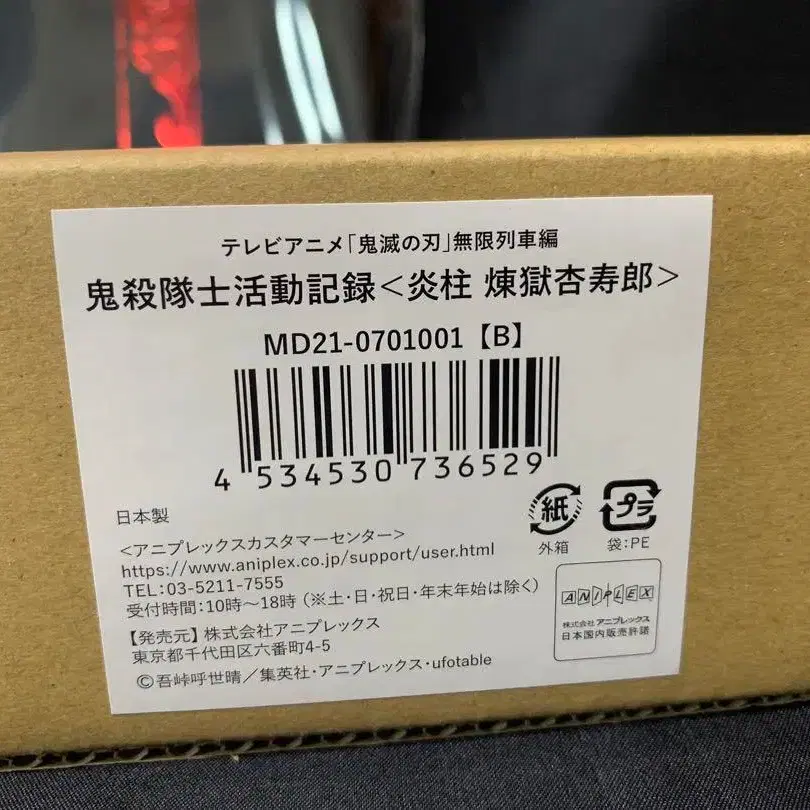 テレビアニメ「鬼滅の刃」無限列車編
鬼殺隊士活動記録＜炎柱 煉獄杏寿郎＞
MD21-0701001【B】
4 534530 736529
日本製
＜アニプレックスカスタマーセンター＞
https://www.aniplex.co.jp/support/user.html
TEL:03-5211-7555
受付時間:10時～18時（※土・日・祝日・年末年始は除く）
【発売元】株式会社アニプレックス
東京都千代田区六番町4-5
©吾峠呼世晴／集英社・アニプレックス・ufotable
紙
外箱
プラ
袋:PE
ANIPLEX
株式会社アニプレックス
日本国内販売許諾